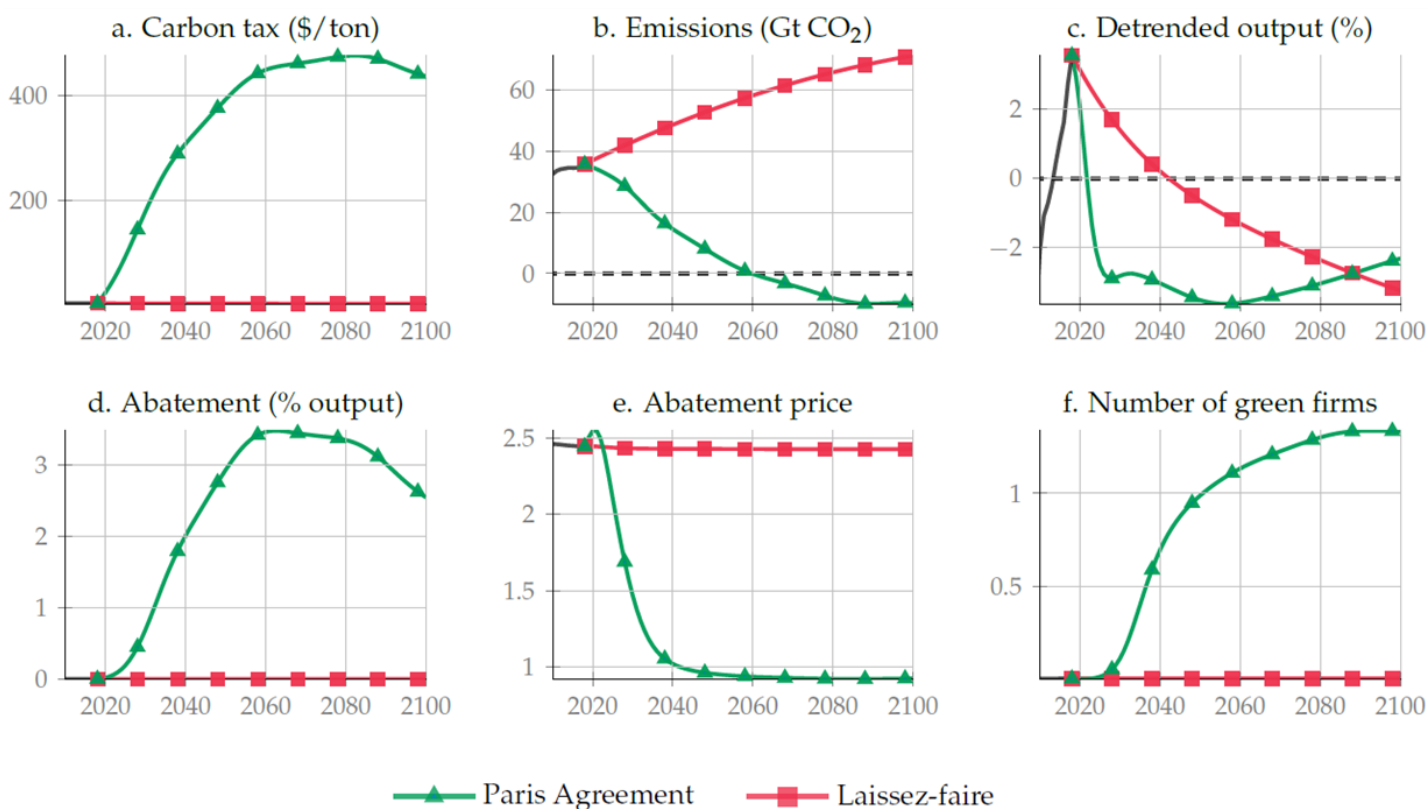 a. Carbon tax ($/ton)
400
200
2020 2040 2060 2080 2100
b. Emissions (Gt CO₂)
60
40
20
0
2020 2040 2060 2080 2100
c. Detrended output (%)
2
0
−2
2020 2040 2060 2080 2100
d. Abatement (% output)
3
2
1
0
2020 2040 2060 2080 2100
e. Abatement price
2.5
2
1.5
1
2020 2040 2060 2080 2100
f. Number of green firms
1
0.5
2020 2040 2060 2080 2100
Paris Agreement Laissez-faire